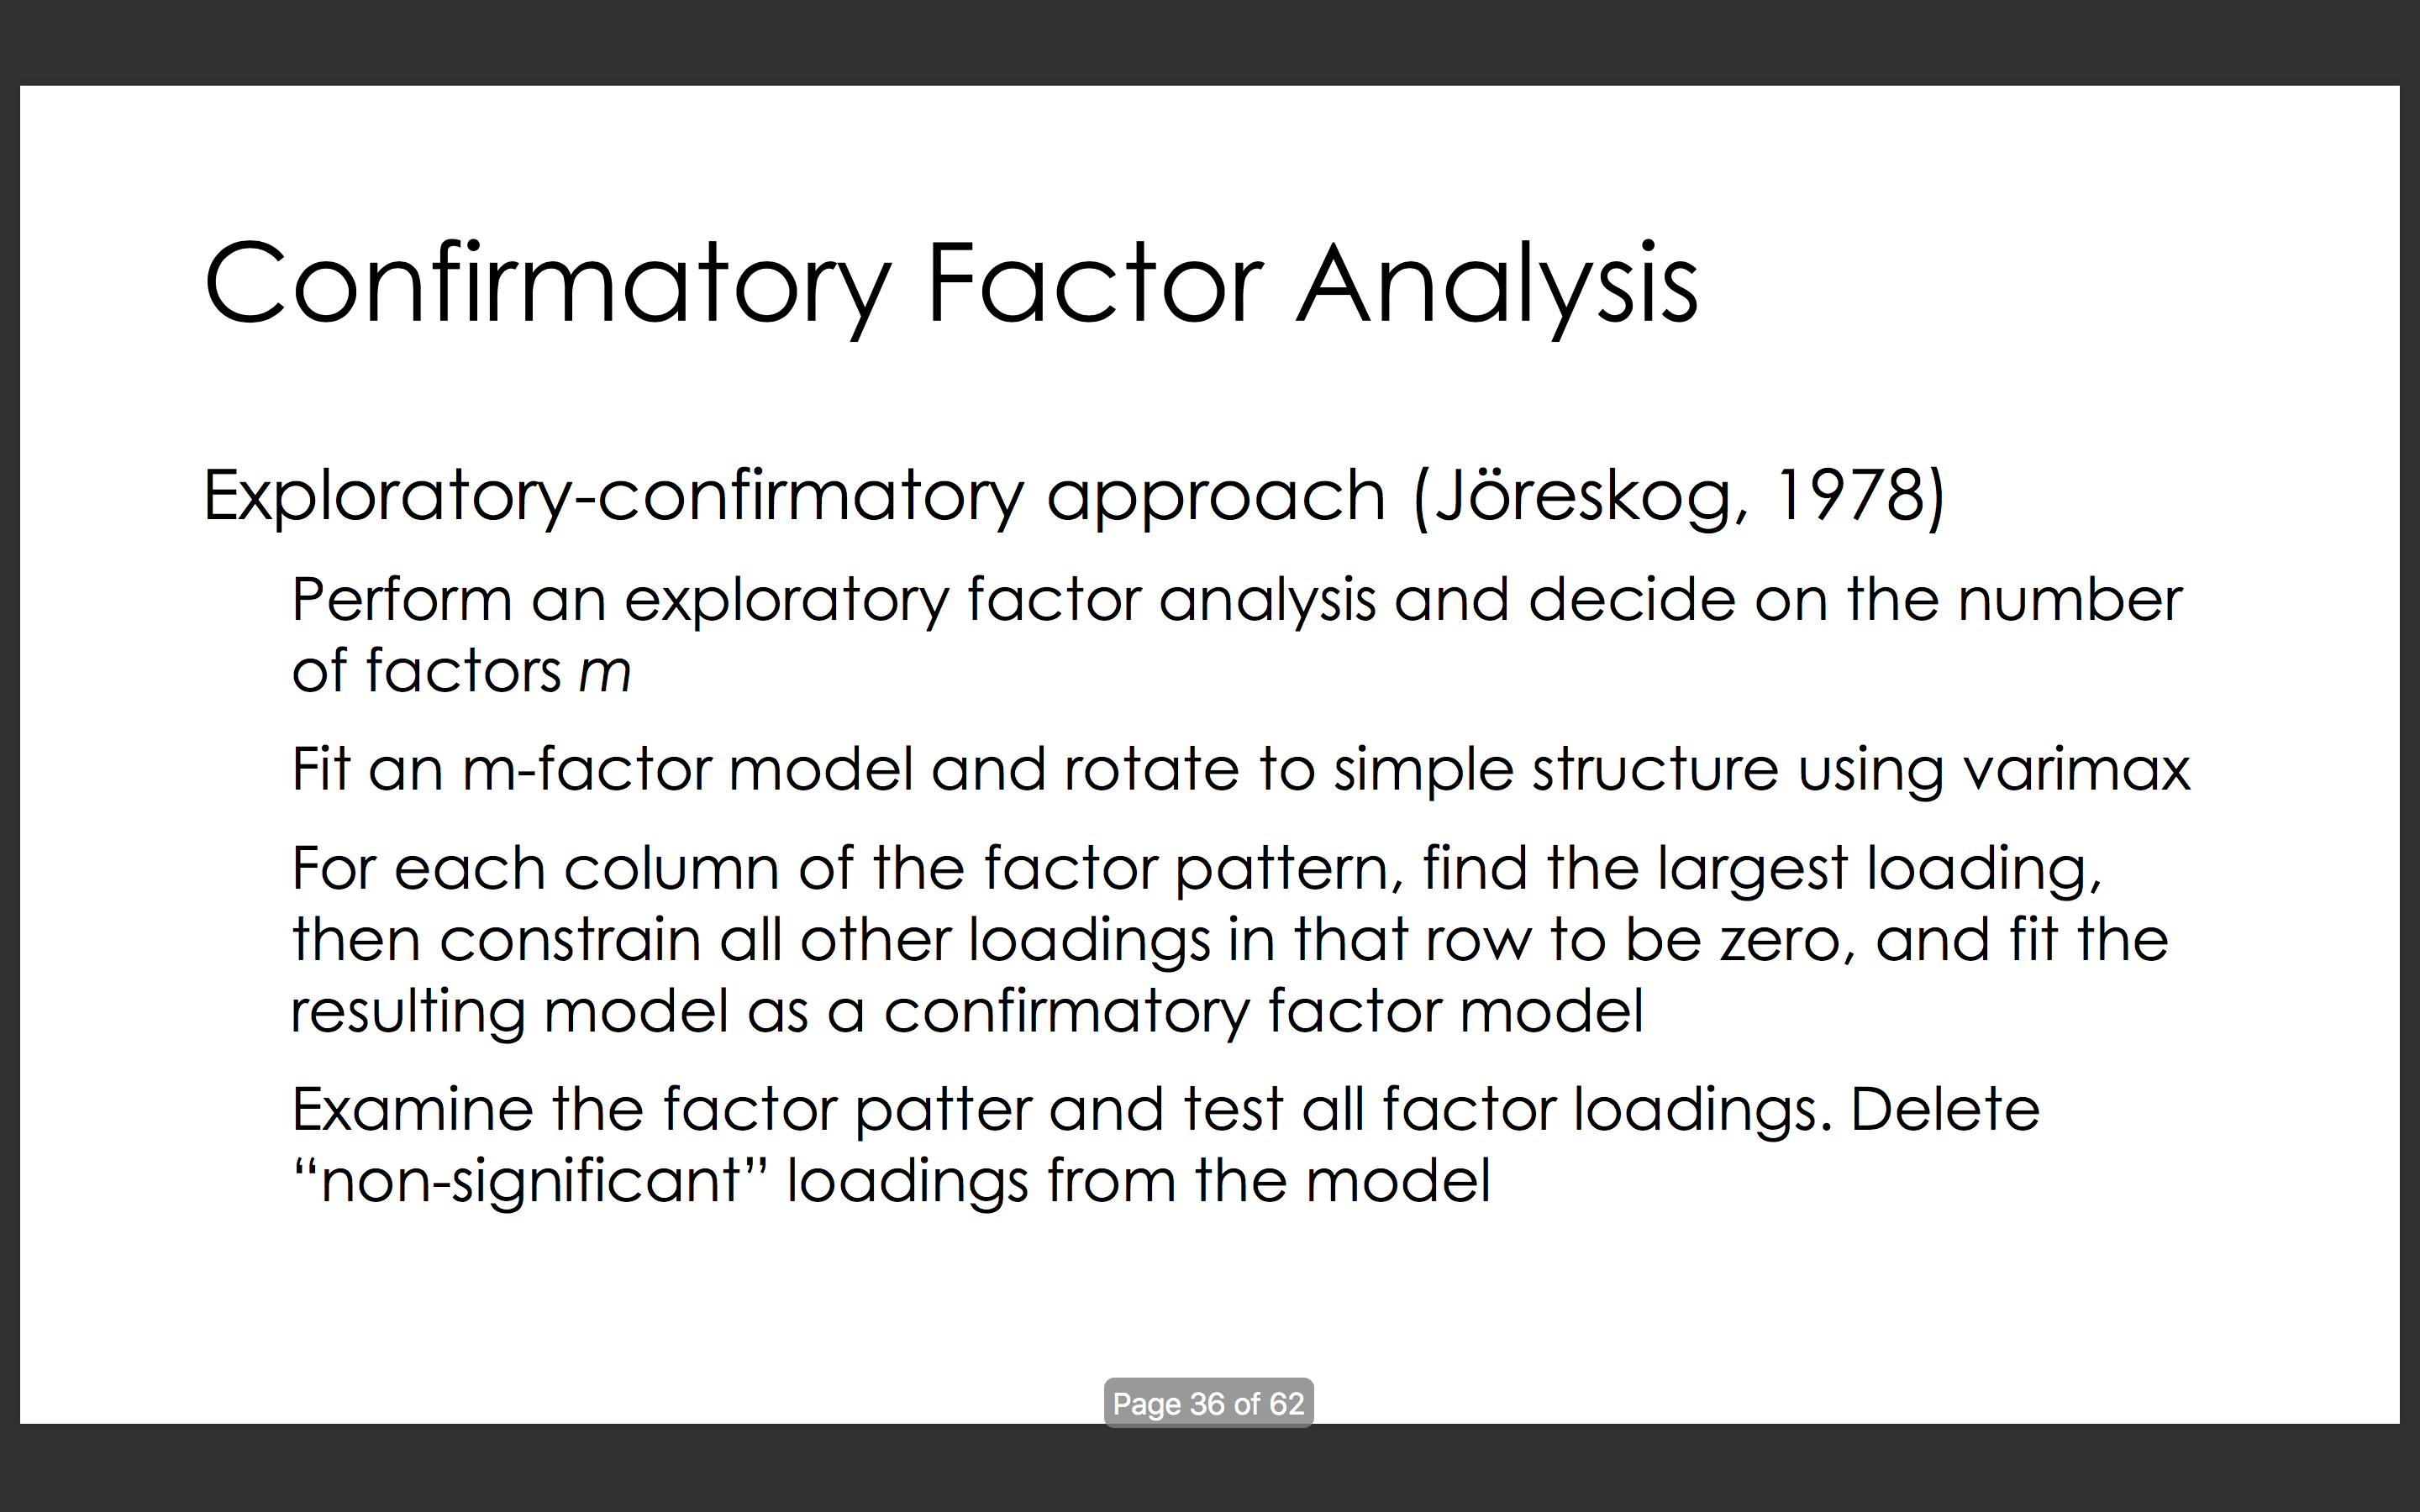 Confirmatory Factor Analysis
Exploratory-confirmatory approach (Jöreskog, 1978)
Perform an exploratory factor analysis and decide on the number
of factors m
Fit an m-factor model and rotate to simple structure using varimax
For each column of the factor pattern, find the largest loading,
then constrain all other loadings in that row to be zero, and fit the
resulting model as a confirmatory factor model
Examine the factor patter and test all factor loadings. Delete
“non-significant” loadings from the model
Page 36 of 62